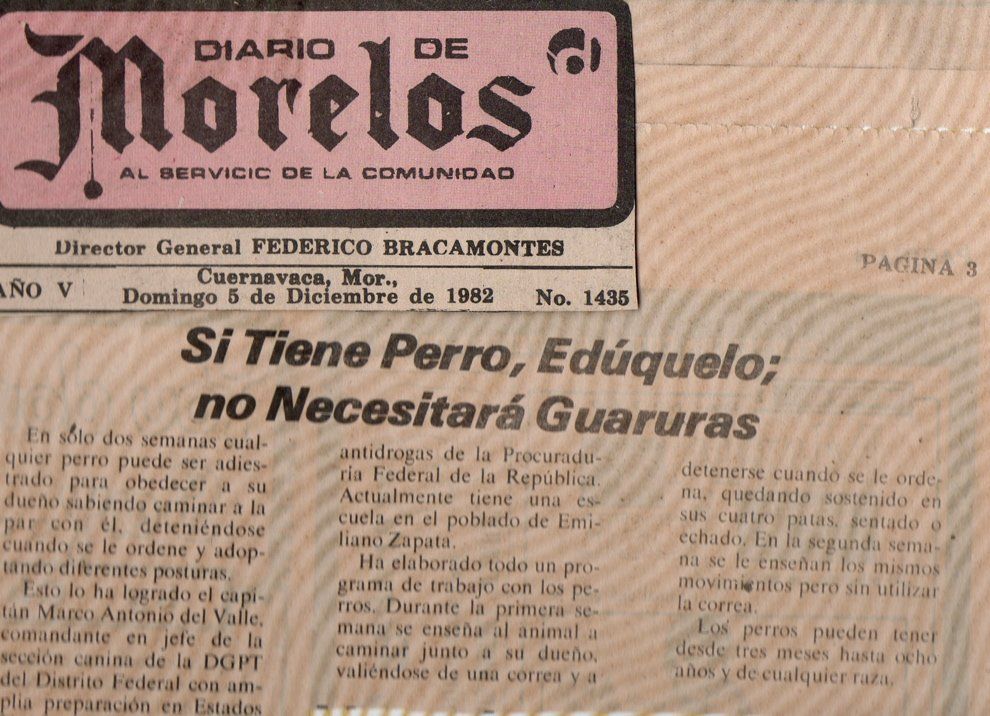 DIARIO DE
Morelos
AL SERVICIC DE LA COMUNIDAD
Director General FEDERICO BRACAMONTES
AÑO V
Cuernavaca, Mor.,
Domingo 5 de Diciembre de 1982
No. 1435
PAGINA 3
Si Tiene Perro, Edúquelo;
no Necesitará Guaruras
En sólo dos semanas cual-
quier perro puede ser adies-
trado para obedecer a su
dueño sabiendo caminar a la
par con él, deteniéndose
cuando se le ordene y adop-
tando diferentes posturas.
Esto lo ha logrado el capi-
tán Marco Antonio del Valle,
comandante en jefe de la
sección canina de la DGPT
del Distrito Federal con am-
plia preparación en Estados
antidrogas de la Procuradu-
ría Federal de la República.
Actualmente tiene una es-
cuela en el poblado de Emi-
liano Zapata.
Ha elaborado todo un pro-
grama de trabajo con los pe-
rros. Durante la primera se-
mana se enseña al animal a
caminar junto a su dueño,
valiéndose de una correa y a
detenerse cuando se le orde-
na, quedando sostenido en
sus cuatro patas, sentado o
echado. En la segunda sema-
na se le enseñan los mismos
movimientos pero sin utilizar
la correa.
Los perros pueden tener
desde tres meses hasta ocho
años y de cualquier raza.